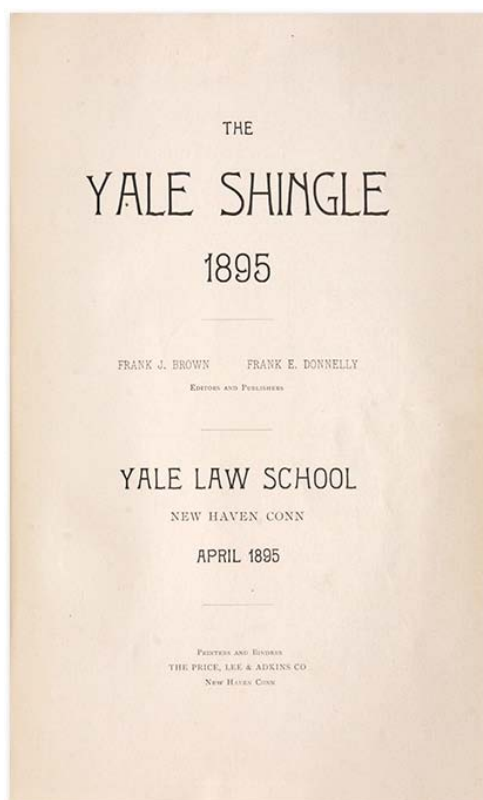 THE
YALE SHINGLE
1895
FRANK J. BROWN FRANK E. DONNELLY
EDITORS AND PUBLISHERS
YALE LAW SCHOOL
NEW HAVEN CONN
APRIL 1895
PRINTERS AND BINDERS
THE PRICE, LEE & ADKINS CO
NEW HAVEN CONN